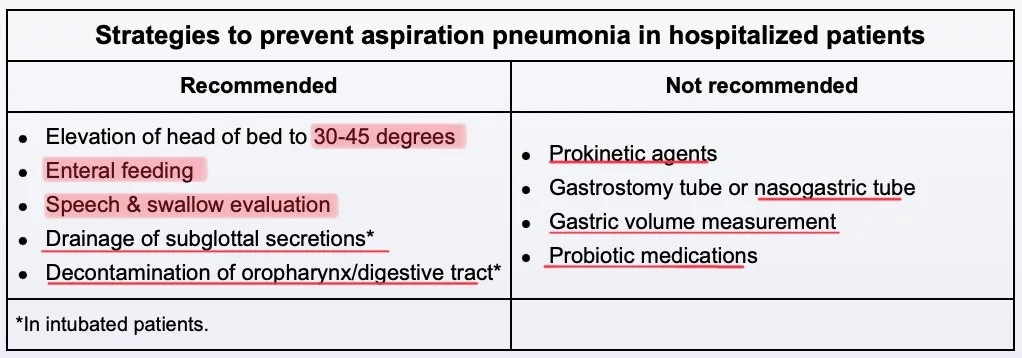 Strategies to prevent aspiration pneumonia in hospitalized patients
Recommended
Not recommended
• Elevation of head of bed to 30-45 degrees
• Enteral feeding
• Speech & swallow evaluation
• Drainage of subglottal secretions*
• Decontamination of oropharynx/digestive tract*
• Prokinetic agents
• Gastrostomy tube or nasogastric tube
• Gastric volume measurement
• Probiotic medications
*In intubated patients.